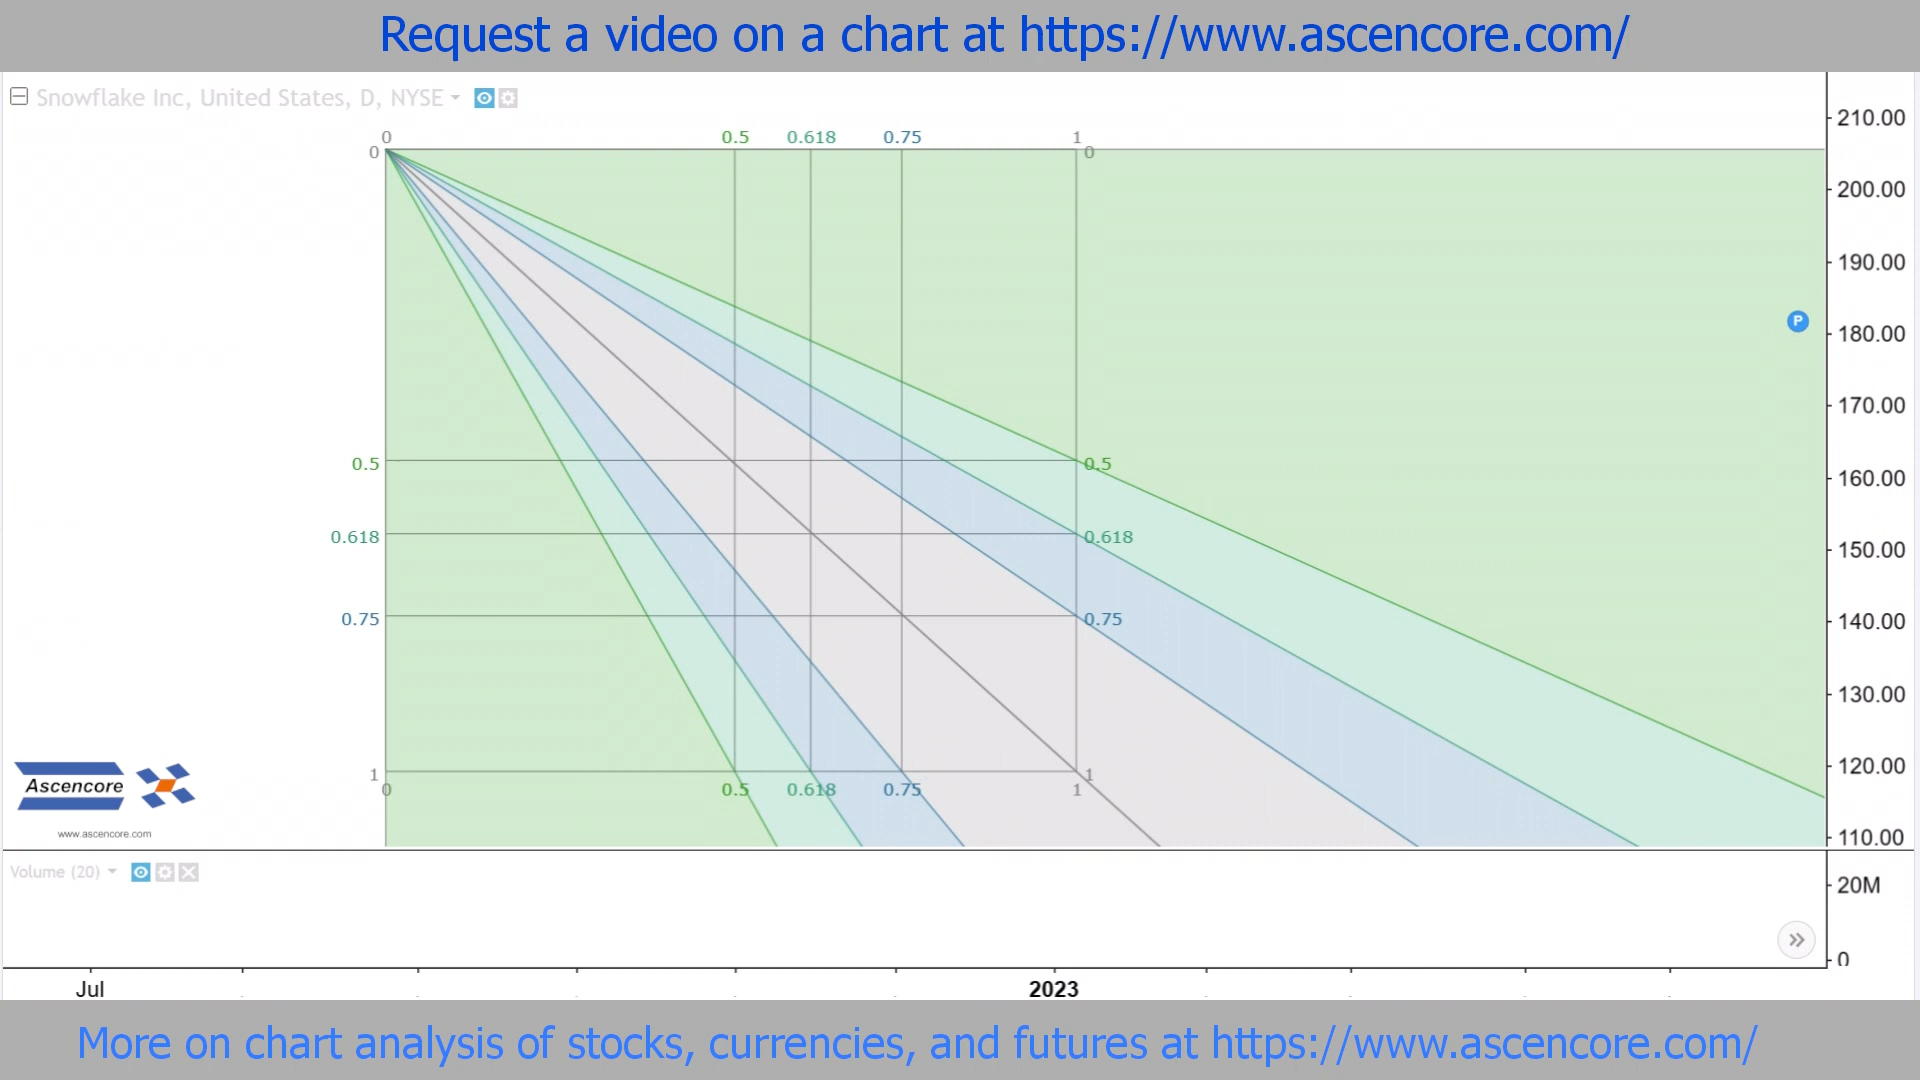 Request a video on a chart at https://www.ascencore.com/
Snowflake Inc, United States, D, NYSE
210.00
0 0.5 0.618 0.75 1
0 0
200.00
190.00
P
180.00
170.00
0.5 0.5
160.00
0.618 0.618
150.00
0.75 0.75
140.00
130.00
120.00
1 1
Ascencore
0 0.5 0.618 0.75 1
www.ascencore.com
110.00
Volume (20)
20M
0
Jul 2023
More on chart analysis of stocks, currencies, and futures at https://www.ascencore.com/